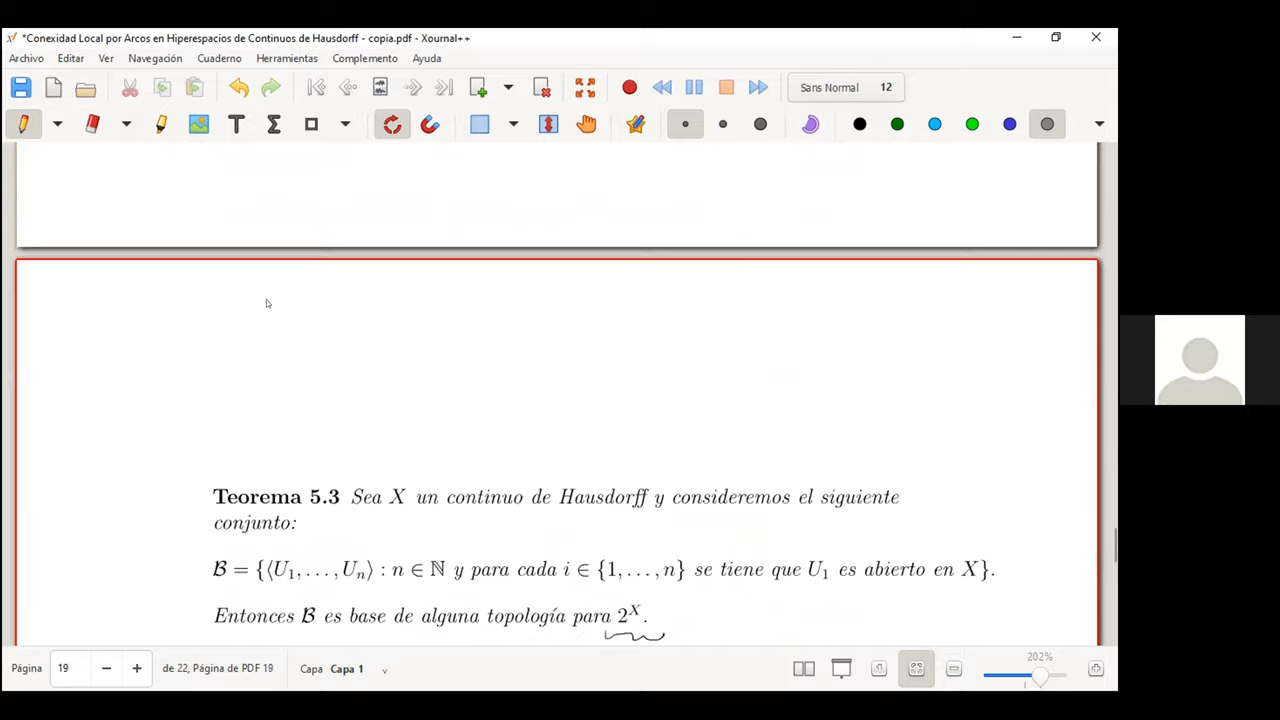 *Conexidad Local por Arcos en Hiperespacios de Continuos de Hausdorff - copia.pdf - Xournal++
Archivo Editar Ver Navegación Cuaderno Herramientas Complemento Ayuda
Sans Normal 12
Teorema 5.3 Sea X un continuo de Hausdorff y consideremos el siguiente
conjunto:
ℬ = {⟨U₁, . . . , Uₙ⟩ : n ∈ ℕ y para cada i ∈ {1, . . . , n} se tiene que U₁ es abierto en X}.
Entonces ℬ es base de alguna topología para 2^X.
Página 19 de 22, Página de PDF 19 Capa Capa 1 202%